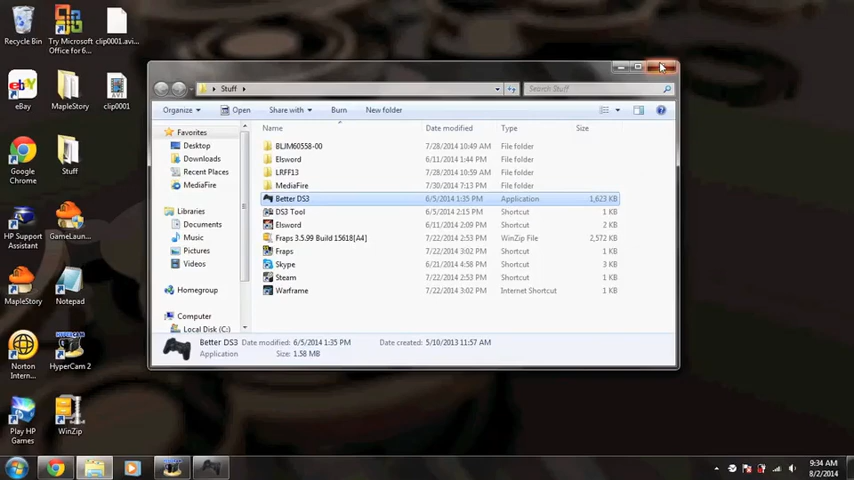 Recycle Bin
Try Microsoft Office for 6...
clip0001.avi...
eBay
MapleStory
clip0001
Google Chrome
Stuff
HP Support Assistant
GameLaun...
MapleStory
Notepad
Norton Intern...
HyperCam 2
Play HP Games
WinZip
Stuff
Search Stuff
Organize
Open
Share with
Burn
New folder
Favorites
Desktop
Downloads
Recent Places
MediaFire
Libraries
Documents
Music
Pictures
Videos
Homegroup
Computer
Local Disk (C:)
Name Date modified Type Size
BLJM60558-00 7/28/2014 10:49 AM File folder
Elsword 6/11/2014 1:44 PM File folder
LRFF13 7/28/2014 10:59 AM File folder
MediaFire 7/30/2014 7:13 PM File folder
Better DS3 6/5/2014 1:35 PM Application 1,623 KB
DS3 Tool 6/5/2014 2:15 PM Shortcut 1 KB
Elsword 6/11/2014 2:09 PM Shortcut 1 KB
Fraps 3.5.99 Build 15618[A4] 7/22/2014 2:53 PM WinZip File 2,572 KB
Fraps 7/22/2014 3:02 PM Shortcut 1 KB
Skype 6/21/2014 4:58 PM Shortcut 3 KB
Steam 7/22/2014 2:53 PM Shortcut 1 KB
Warframe 7/22/2014 3:02 PM Internet Shortcut 1 KB
Better DS3 Date modified: 6/5/2014 1:35 PM Date created: 5/10/2013 11:57 AM
Application Size: 1.58 MB
9:34 AM
8/2/2014